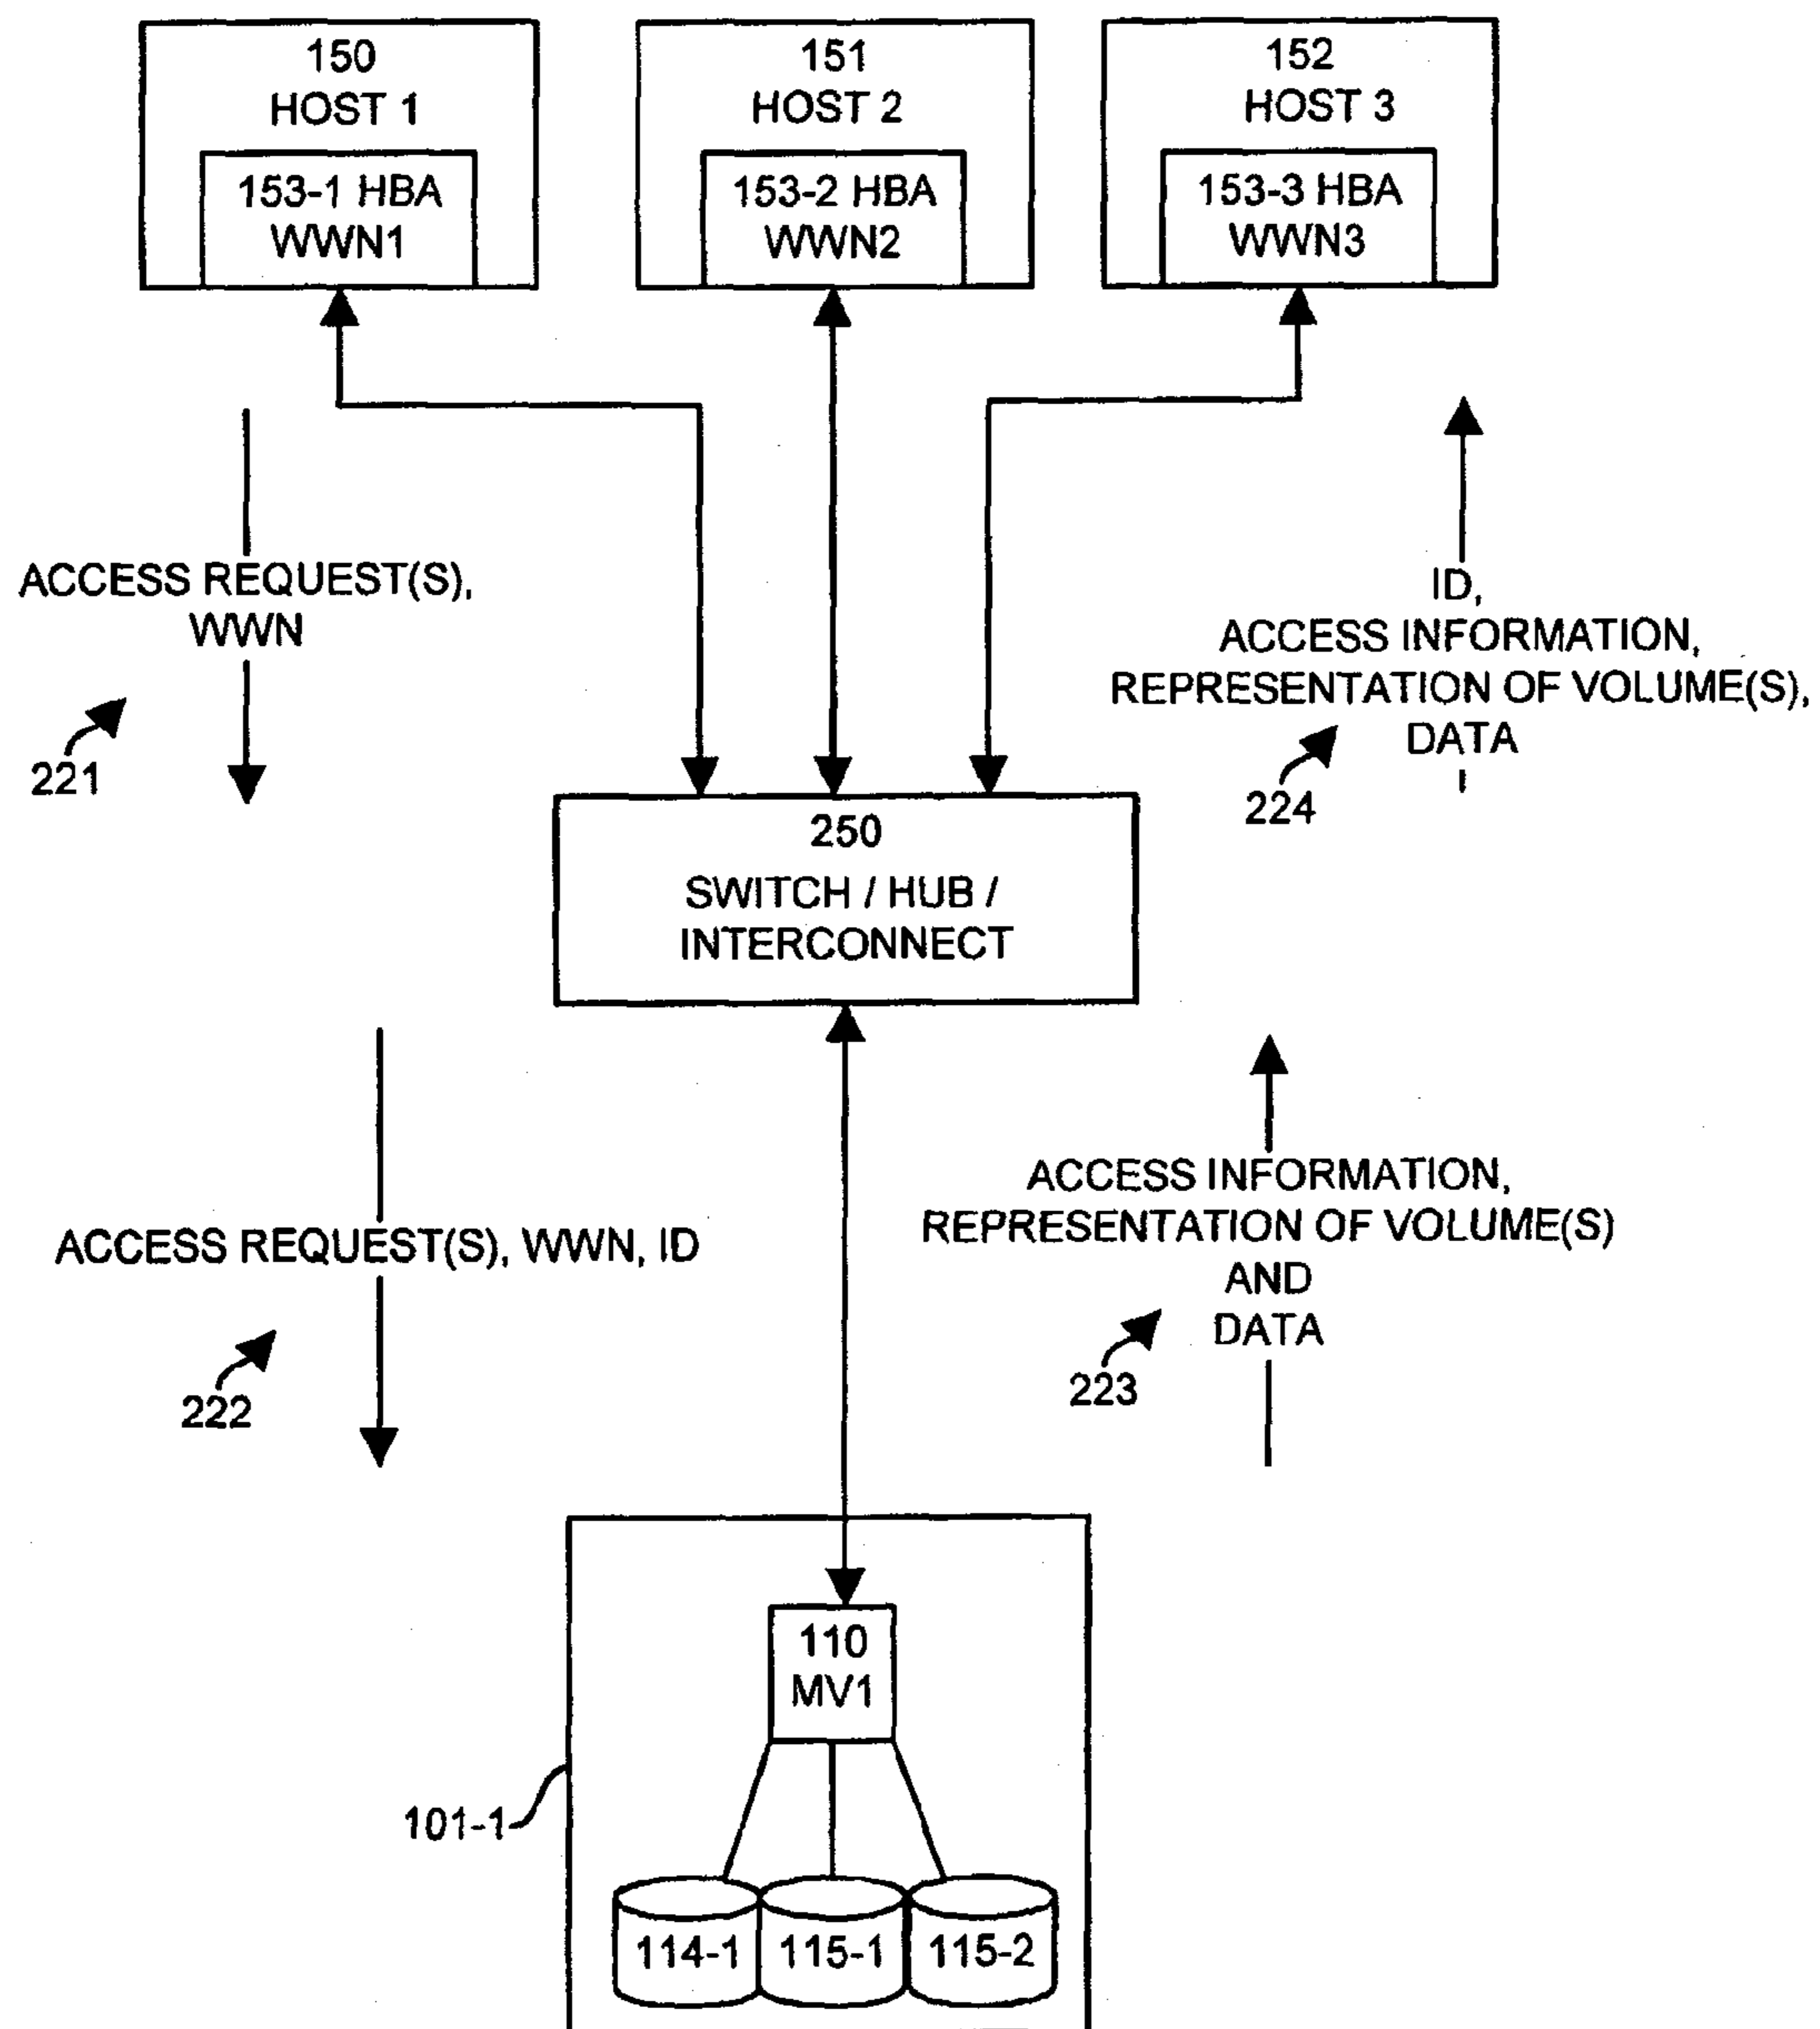 150
HOST 1
153-1 HBA
WWN1
151
HOST 2
153-2 HBA
WWN2
152
HOST 3
153-3 HBA
WWN3
ACCESS REQUEST(S),
WWN
221
ID,
ACCESS INFORMATION,
REPRESENTATION OF VOLUME(S),
DATA
224
250
SWITCH / HUB /
INTERCONNECT
ACCESS REQUEST(S), WWN, ID
222
ACCESS INFORMATION,
REPRESENTATION OF VOLUME(S)
AND
DATA
223
110
MV1
101-1
114-1
115-1
115-2